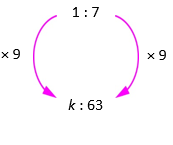 1 : 7
× 9
× 9
k : 63